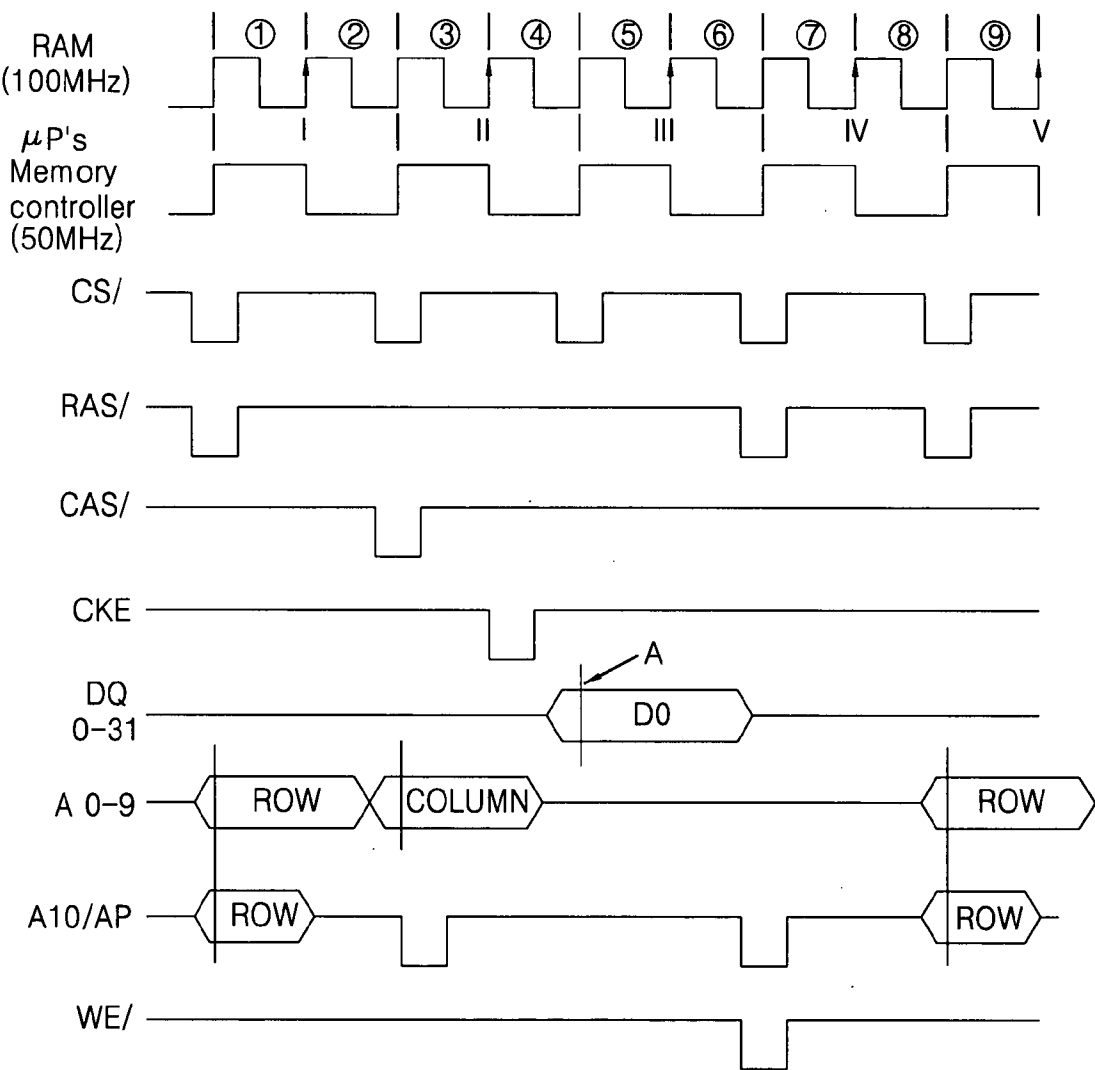 ① ② ③ ④ ⑤ ⑥ ⑦ ⑧ ⑨
RAM
(100MHz)
I II III IV V
μP's
Memory
controller
(50MHz)
CS/
RAS/
CAS/
CKE
A
DQ
0-31
D0
A 0-9
ROW COLUMN ROW
A10/AP
ROW ROW
WE/